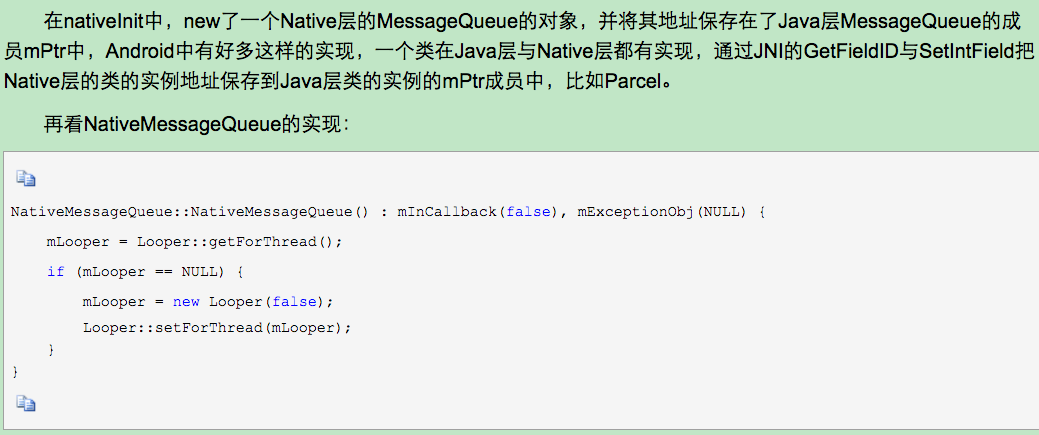 在nativeInit中，new了一个Native层的MessageQueue的对象，并将其地址保存在了Java层MessageQueue的成
员mPtr中，Android中有好多这样的实现，一个类在Java层与Native层都有实现，通过JNI的GetFieldID与SetIntField把
Native层的类的实例地址保存到Java层类的实例的mPtr成员中，比如Parcel。
再看NativeMessageQueue的实现：
NativeMessageQueue::NativeMessageQueue() : mInCallback(false), mExceptionObj(NULL) {
    mLooper = Looper::getForThread();
    if (mLooper == NULL) {
        mLooper = new Looper(false);
        Looper::setForThread(mLooper);
    }
}